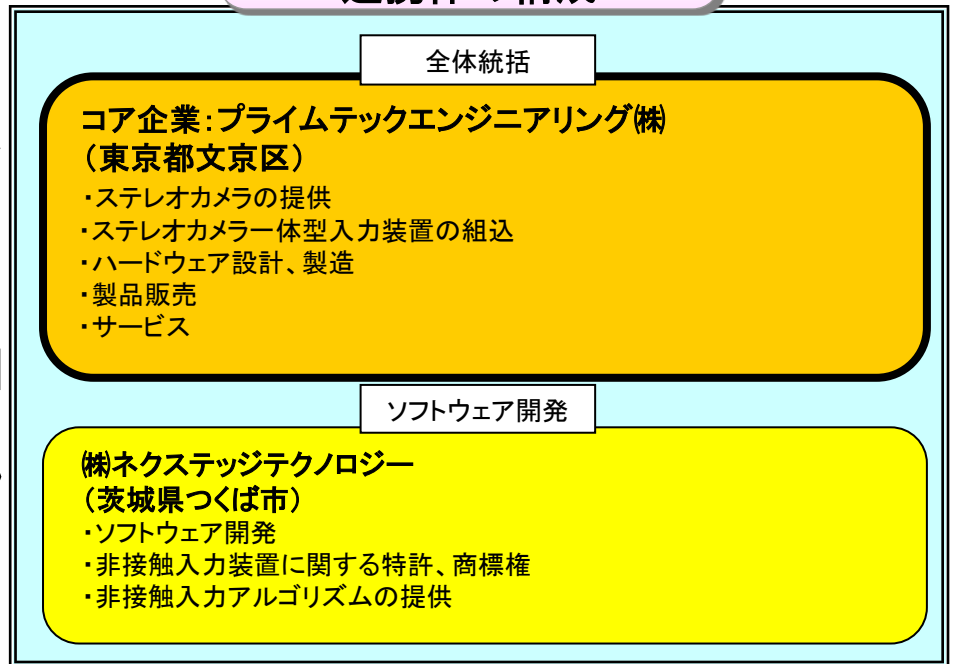 連携体の構成
全体統括
コア企業：プライムテックエンジニアリング㈱
（東京都文京区）
・ステレオカメラの提供
・ステレオカメラ一体型入力装置の組込
・ハードウェア設計、製造
・製品販売
・サービス
ソフトウェア開発
㈱ネクステッジテクノロジー
（茨城県つくば市）
・ソフトウェア開発
・非接触入力装置に関する特許、商標権
・非接触入力アルゴリズムの提供